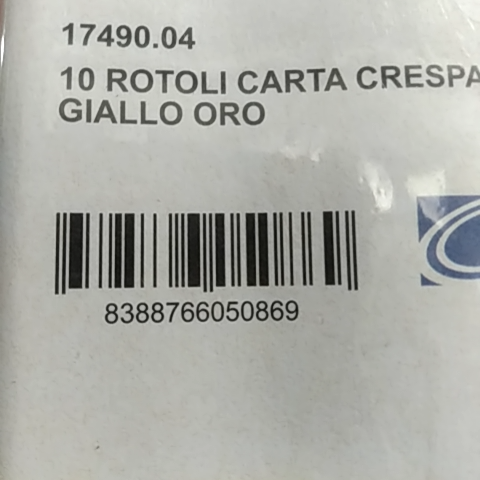 17490.04
10 ROTOLI CARTA CRESPA
GIALLO ORO
8388766050869